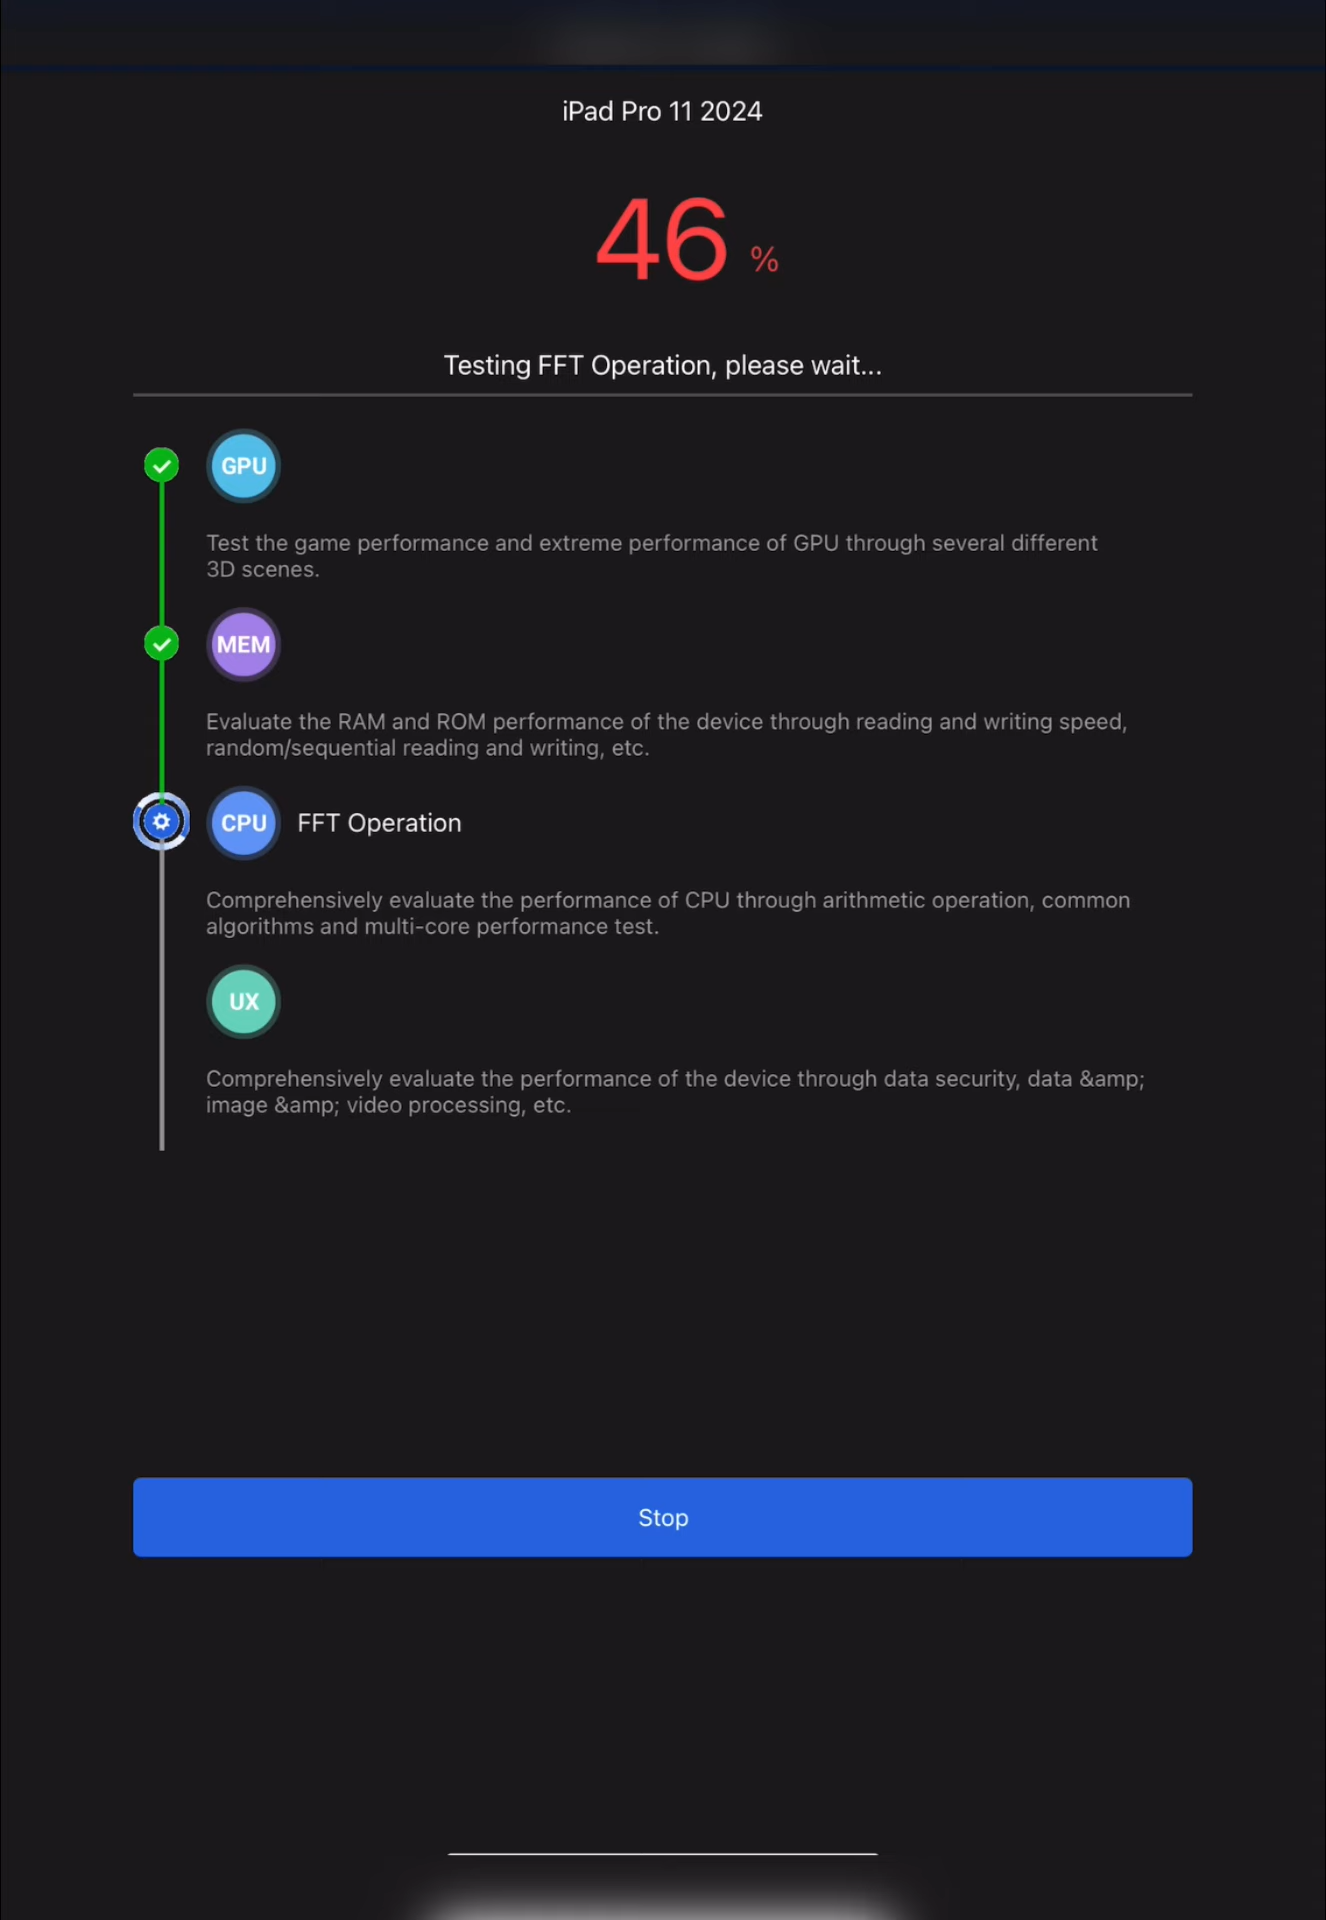 iPad Pro 11 2024
46 %
Testing FFT Operation, please wait...
GPU
Test the game performance and extreme performance of GPU through several different
3D scenes.
MEM
Evaluate the RAM and ROM performance of the device through reading and writing speed,
random/sequential reading and writing, etc.
CPU FFT Operation
Comprehensively evaluate the performance of CPU through arithmetic operation, common
algorithms and multi-core performance test.
UX
Comprehensively evaluate the performance of the device through data security, data &amp;amp;
image &amp;amp; video processing, etc.
Stop